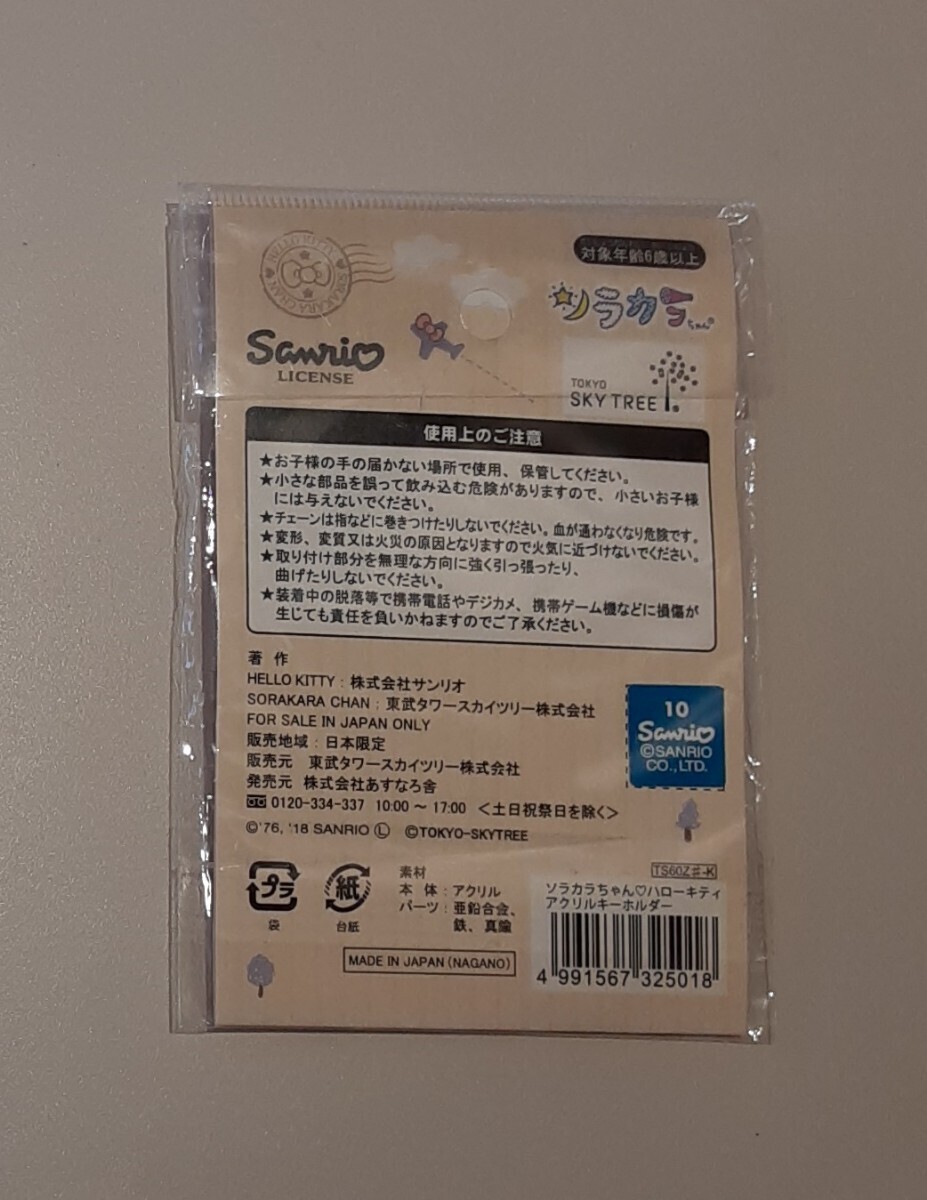 HELLO KITTY
SORAKARA CHAN
対象年齢6歳以上
ソラカラちゃん®
Sanrio
LICENSE
TOKYO
SKYTREE®
使用上のご注意
★お子様の手の届かない場所で使用、保管してください。
★小さな部品を誤って飲み込む危険がありますので、小さいお子様
には与えないでください。
★チェーンは指などに巻きつけたりしないでください。血が通わなくなり危険です。
★変形、変質又は火災の原因となりますので火気に近づけないでください。
★取り付け部分を無理な方向に強く引っ張ったり、
曲げたりしないでください。
★装着中の脱落等で携帯電話やデジカメ、携帯ゲーム機などに損傷が
生じても責任を負いかねますのでご了承ください。
著 作
HELLO KITTY : 株式会社サンリオ
SORAKARA CHAN : 東武タワースカイツリー株式会社
FOR SALE IN JAPAN ONLY
販売地域 : 日本限定
販売元 東武タワースカイツリー株式会社
発売元 株式会社あすなろ舎
0120-334-337 10:00 ～ 17:00 ＜土日祝祭日を除く＞
©'76, '18 SANRIO Ⓛ ©TOKYO-SKYTREE
10
Sanrio
©SANRIO
CO., LTD.
プラ
袋
紙
台紙
素材
本 体 : アクリル
パーツ : 亜鉛合金、
鉄、真鍮
MADE IN JAPAN (NAGANO)
TS60Z♯-K
ソラカラちゃん♡ハローキティ
アクリルキーホルダー
4 991567 325018